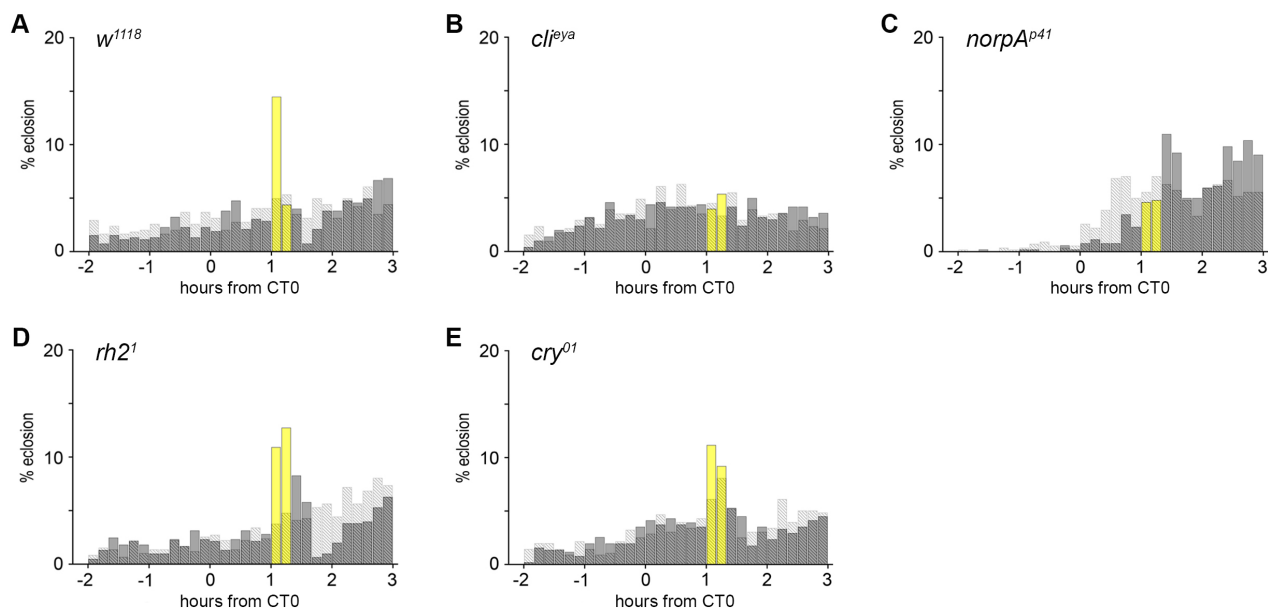 A w1118
20
10
0
% eclosion
-2 -1 0 1 2 3
hours from CT0
B clieya
20
10
0
% eclosion
-2 -1 0 1 2 3
hours from CT0
C norpAp41
20
10
0
% eclosion
-2 -1 0 1 2 3
hours from CT0
D rh21
20
10
0
% eclosion
-2 -1 0 1 2 3
hours from CT0
E cry01
20
10
0
% eclosion
-2 -1 0 1 2 3
hours from CT0